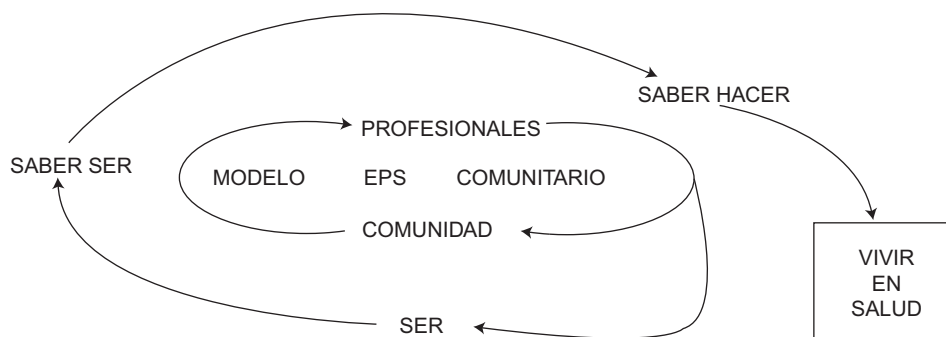 SABER HACER
PROFESIONALES
SABER SER
MODELO EPS COMUNITARIO
COMUNIDAD
VIVIR
EN
SALUD
SER